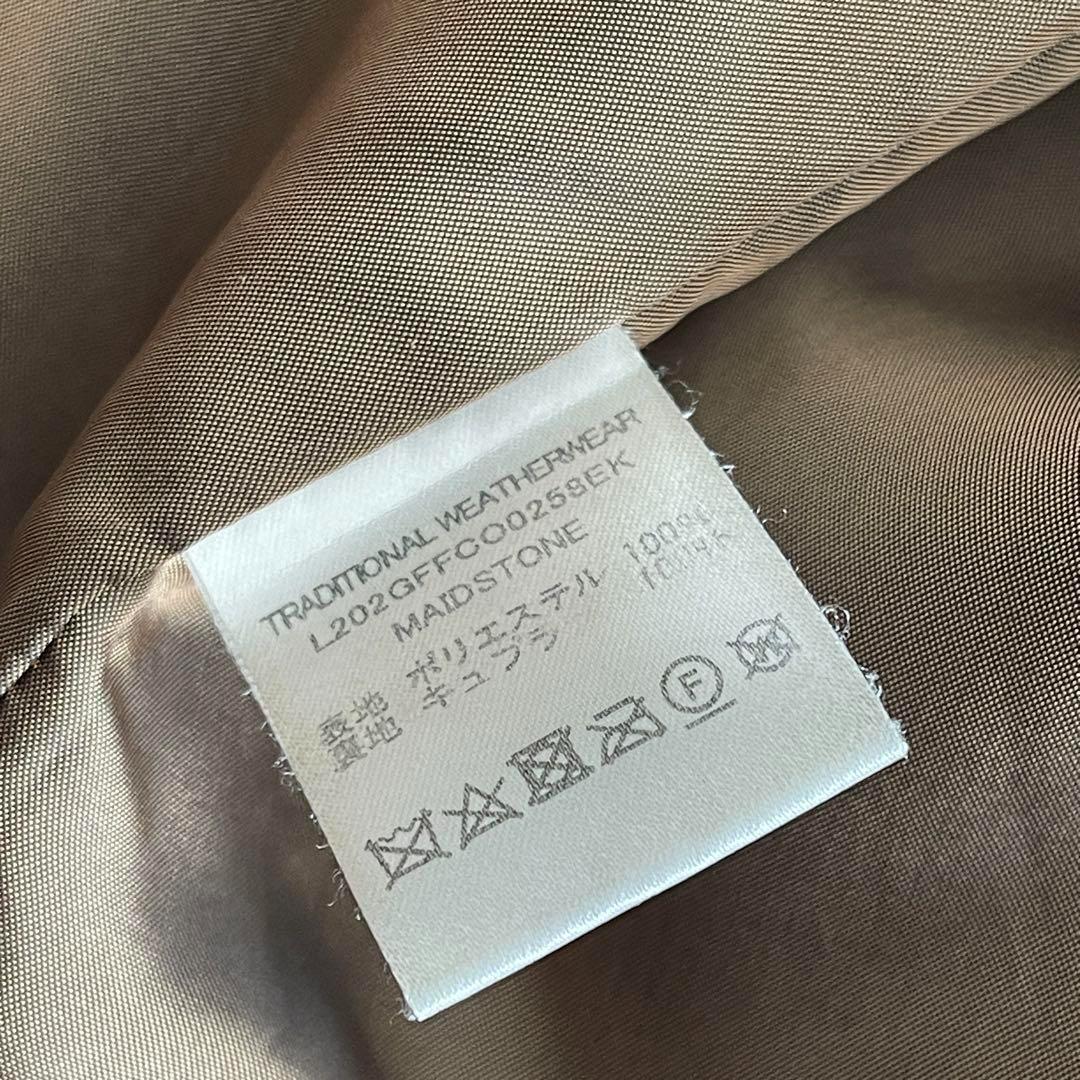 TRADITIONAL WEATHERWEAR
L202GFFCO0258EK
MAIDSTONE
表地 ポリエステル 100%
裏地 キュプラ 100%
F
W